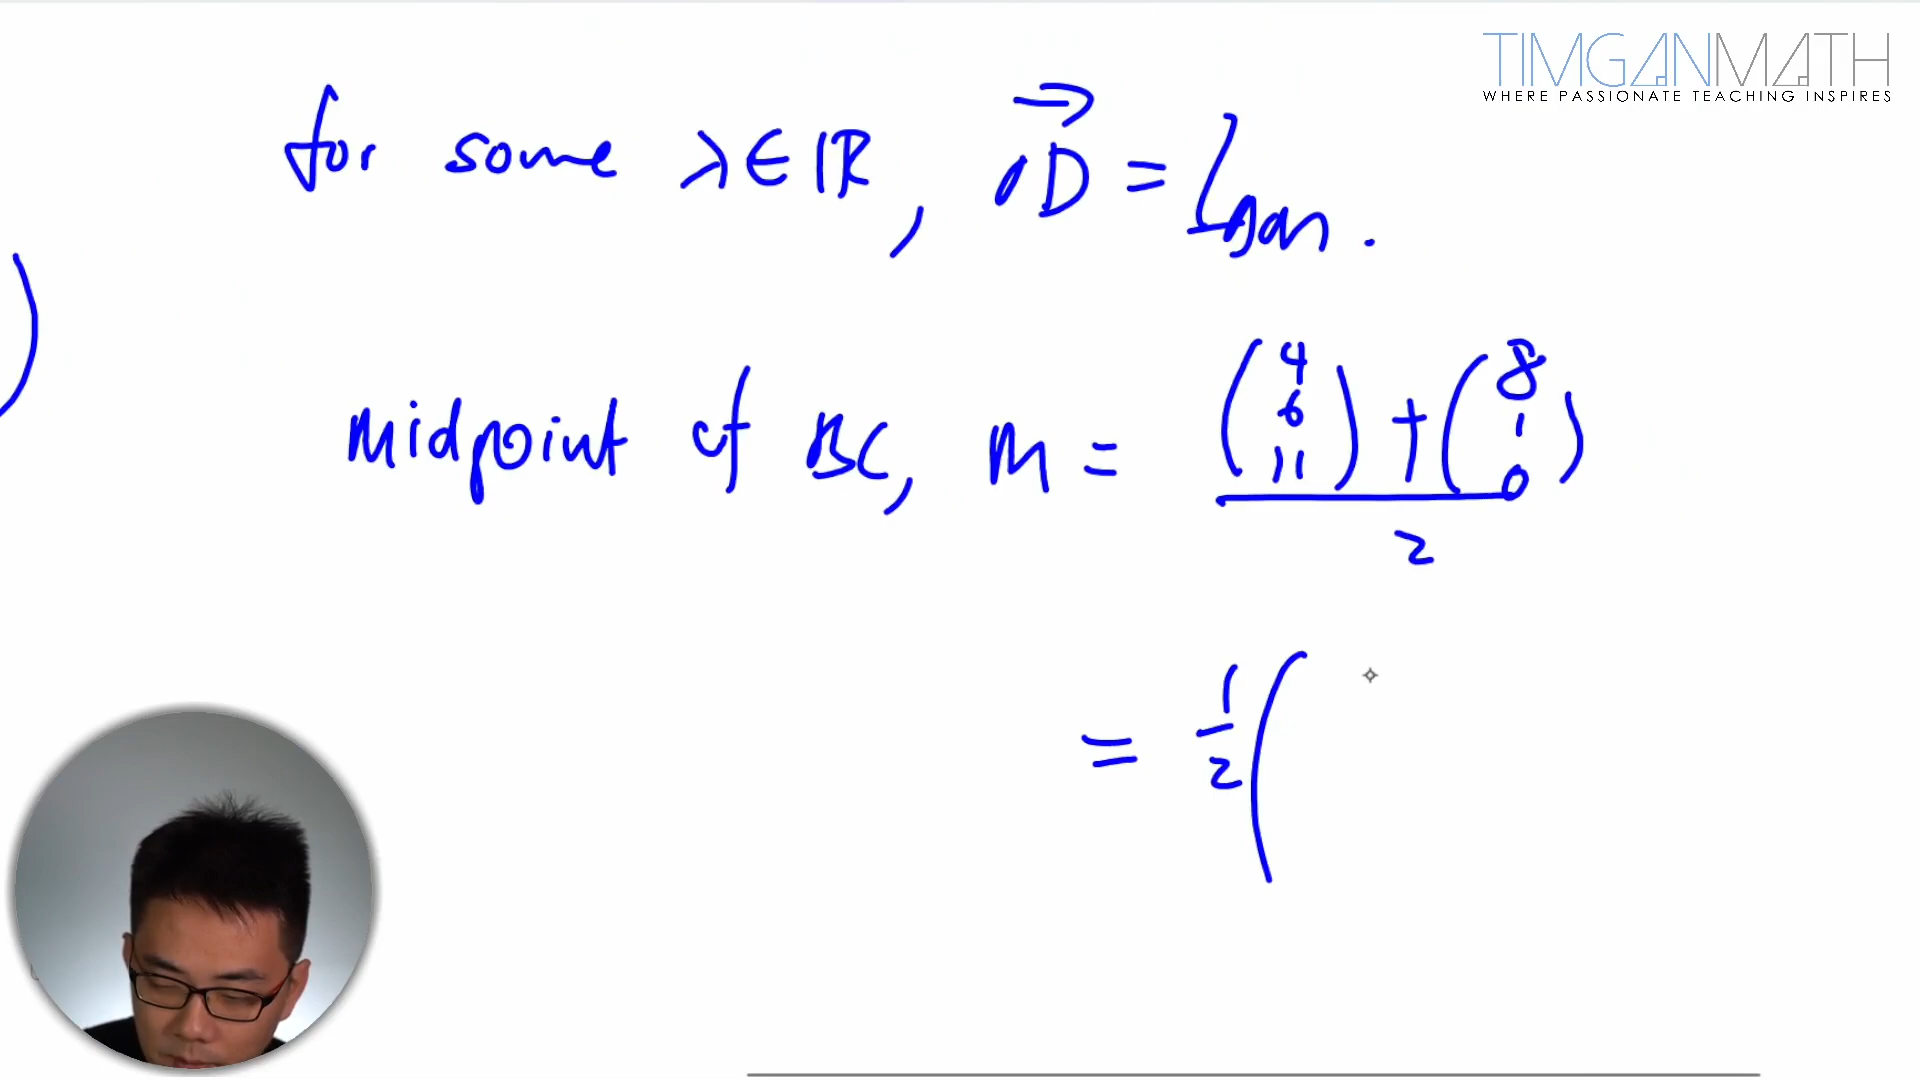 TIMGANMATH
WHERE PASSIONATE TEACHING INSPIRES
for some λ∈ℝ, →
OD = L
midpoint of BC, M = (4 6 11) + (8 1 0)
2
= 1/2 (